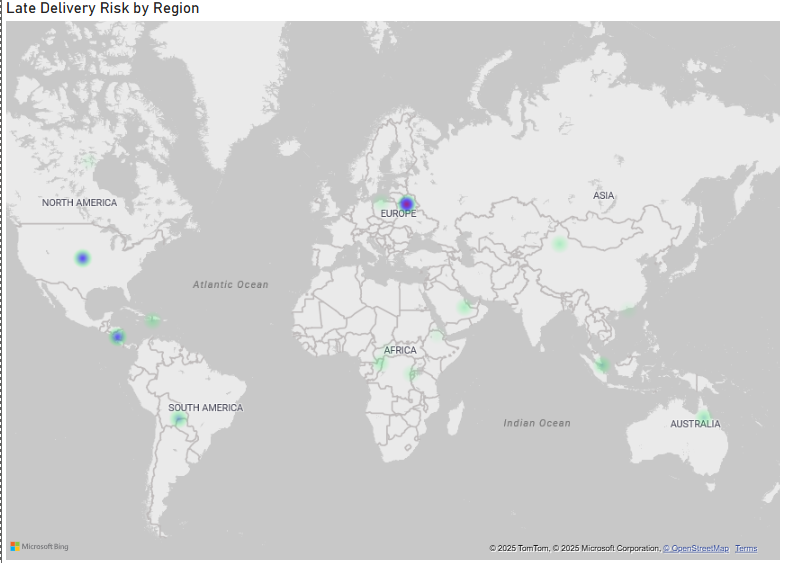 Late Delivery Risk by Region
ASIA
NORTH AMERICA
EUROPE
Atlantic Ocean
AFRICA
SOUTH AMERICA
Indian Ocean
AUSTRALIA
Microsoft Bing
© 2025 TomTom, © 2025 Microsoft Corporation, © OpenStreetMap Terms